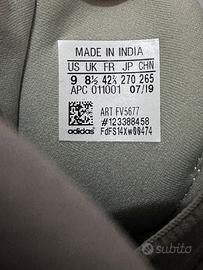 MADE IN INDIA
US UK FR JP CHN
9 8½ 42⅔ 270 265
APC 011001 07/19
ART FV5677
#123388458
adidas® FdFS14Xw00474
subito